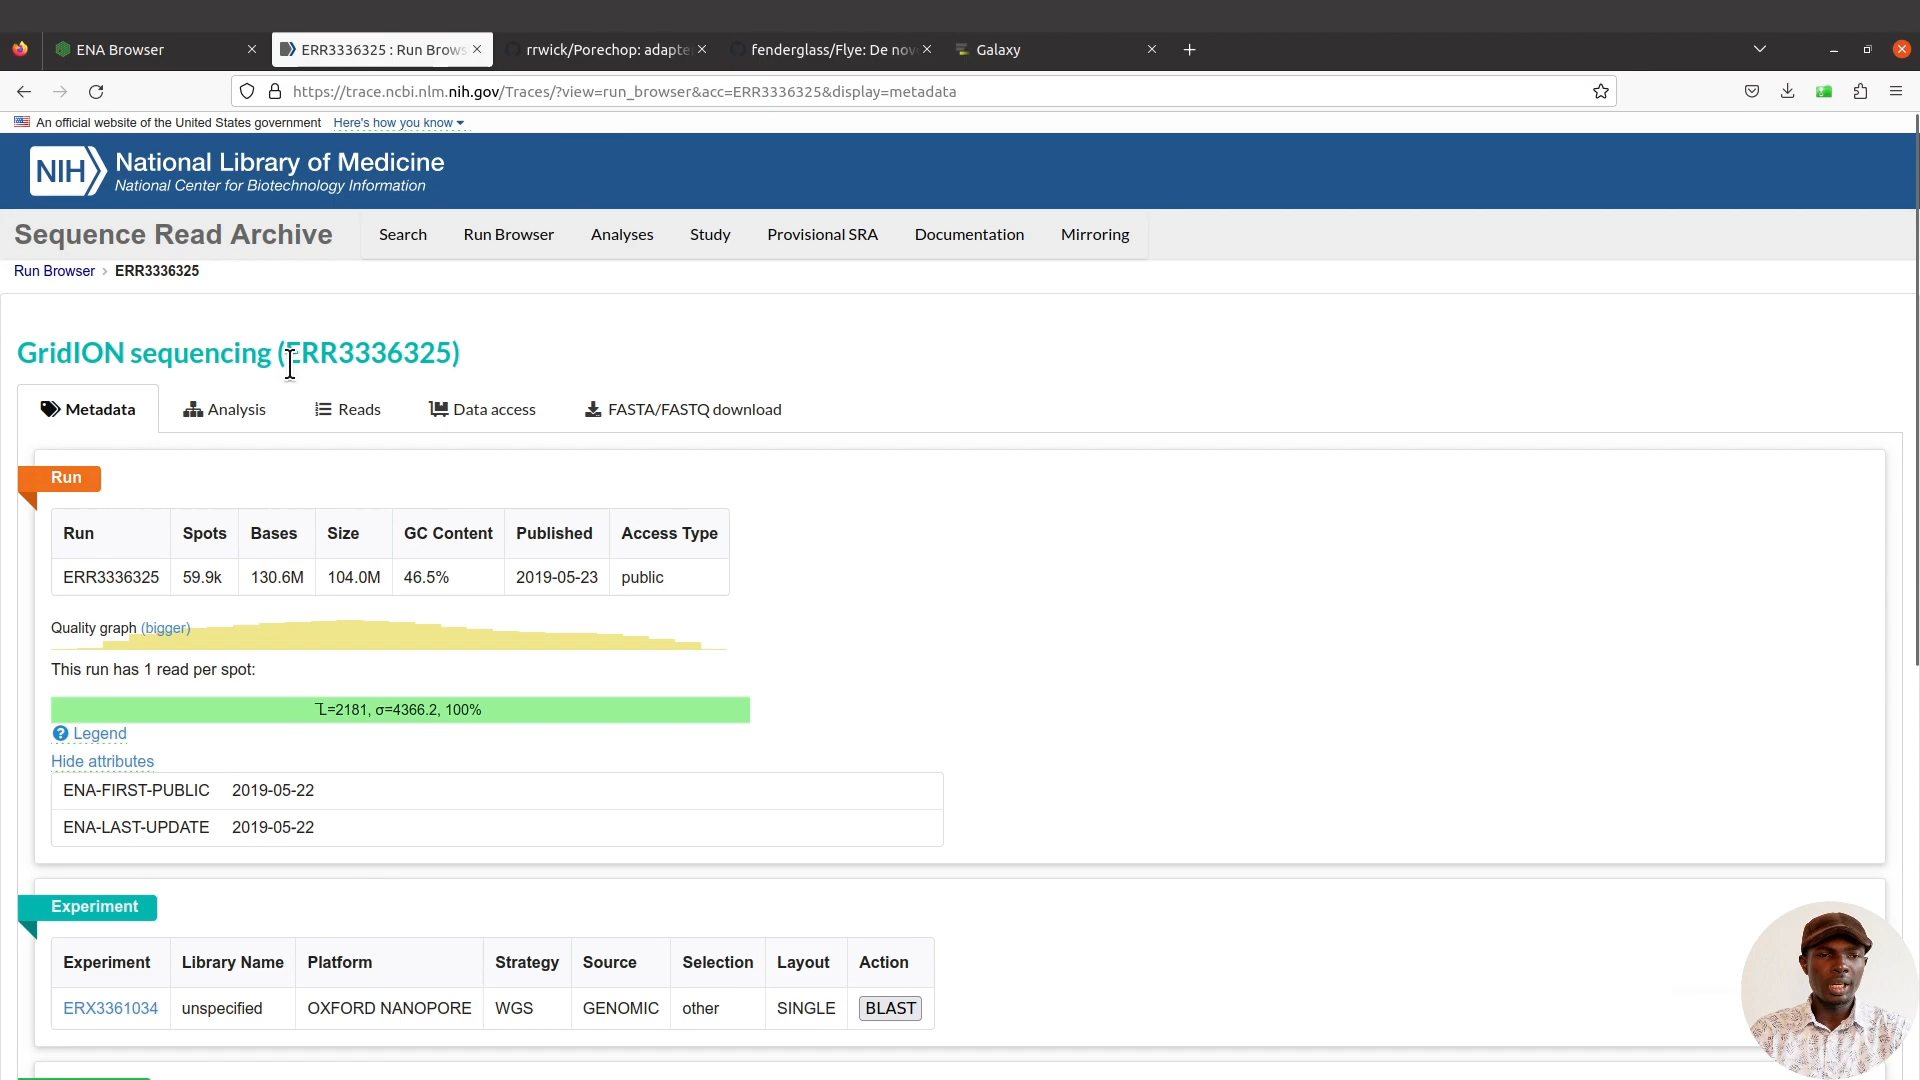 ENA Browser
ERR3336325 : Run Brows
rrwick/Porechop: adapte
fenderglass/Flye: De nov
Galaxy
https://trace.ncbi.nlm.nih.gov/Traces/?view=run_browser&acc=ERR3336325&display=metadata
An official website of the United States government Here's how you know
NIH National Library of Medicine
National Center for Biotechnology Information
Sequence Read Archive
Search Run Browser Analyses Study Provisional SRA Documentation Mirroring
Run Browser › ERR3336325
GridION sequencing (ERR3336325)
Metadata Analysis Reads Data access FASTA/FASTQ download
Run
Run Spots Bases Size GC Content Published Access Type
ERR3336325 59.9k 130.6M 104.0M 46.5% 2019-05-23 public
Quality graph (bigger)
This run has 1 read per spot:
L̅=2181, σ=4366.2, 100%
? Legend
Hide attributes
ENA-FIRST-PUBLIC 2019-05-22
ENA-LAST-UPDATE 2019-05-22
Experiment
Experiment Library Name Platform Strategy Source Selection Layout Action
ERX3361034 unspecified OXFORD NANOPORE WGS GENOMIC other SINGLE BLAST